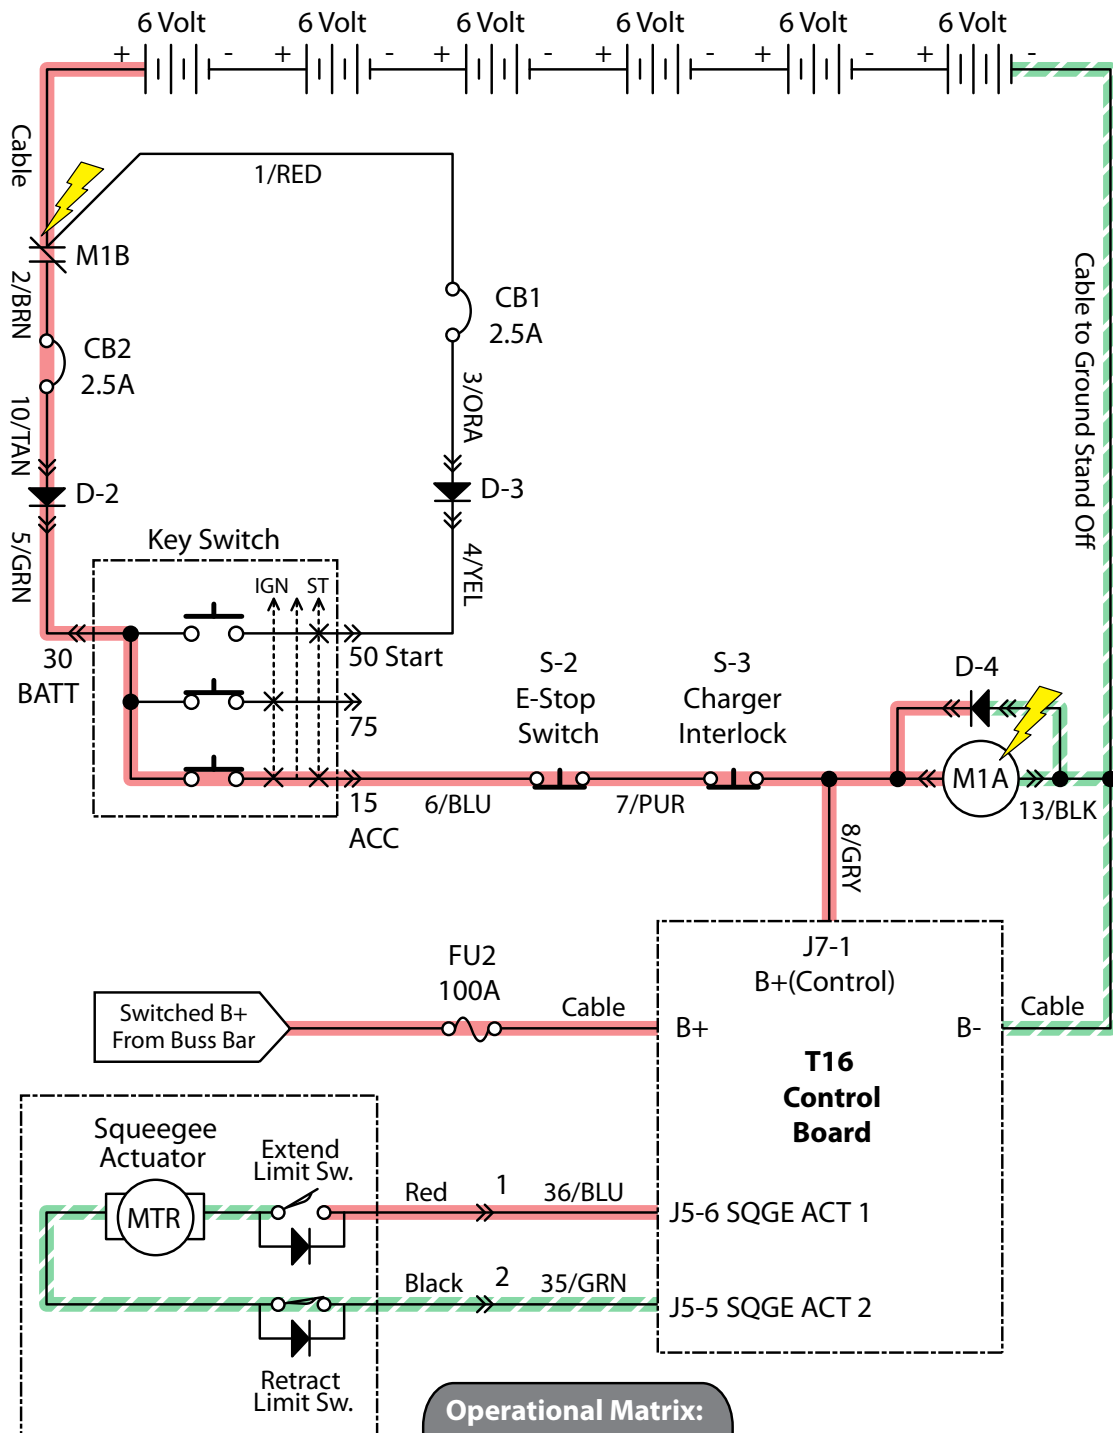 6 Volt 6 Volt 6 Volt 6 Volt 6 Volt 6 Volt
+ - + - + - + - + - + -
Cable
1/RED
M1B
2/BRN
CB1
2.5A
CB2
2.5A
Cable to Ground Stand Off
3/ORA
10/TAN
D-2
D-3
5/GRN
Key Switch
4/YEL
IGN ST
30
BATT
50 Start
75
15
ACC
6/BLU
S-2
E-Stop
Switch
7/PUR
S-3
Charger
Interlock
D-4
M1A
13/BLK
8/GRY
J7-1
B+(Control)
FU2
100A
Switched B+
From Buss Bar
Cable
B+
B-
Cable
T16
Control
Board
Squeegee
Actuator
Extend
Limit Sw.
MTR
Red 1 36/BLU
J5-6 SQGE ACT 1
Black 2 35/GRN
J5-5 SQGE ACT 2
Retract
Limit Sw.
Operational Matrix: